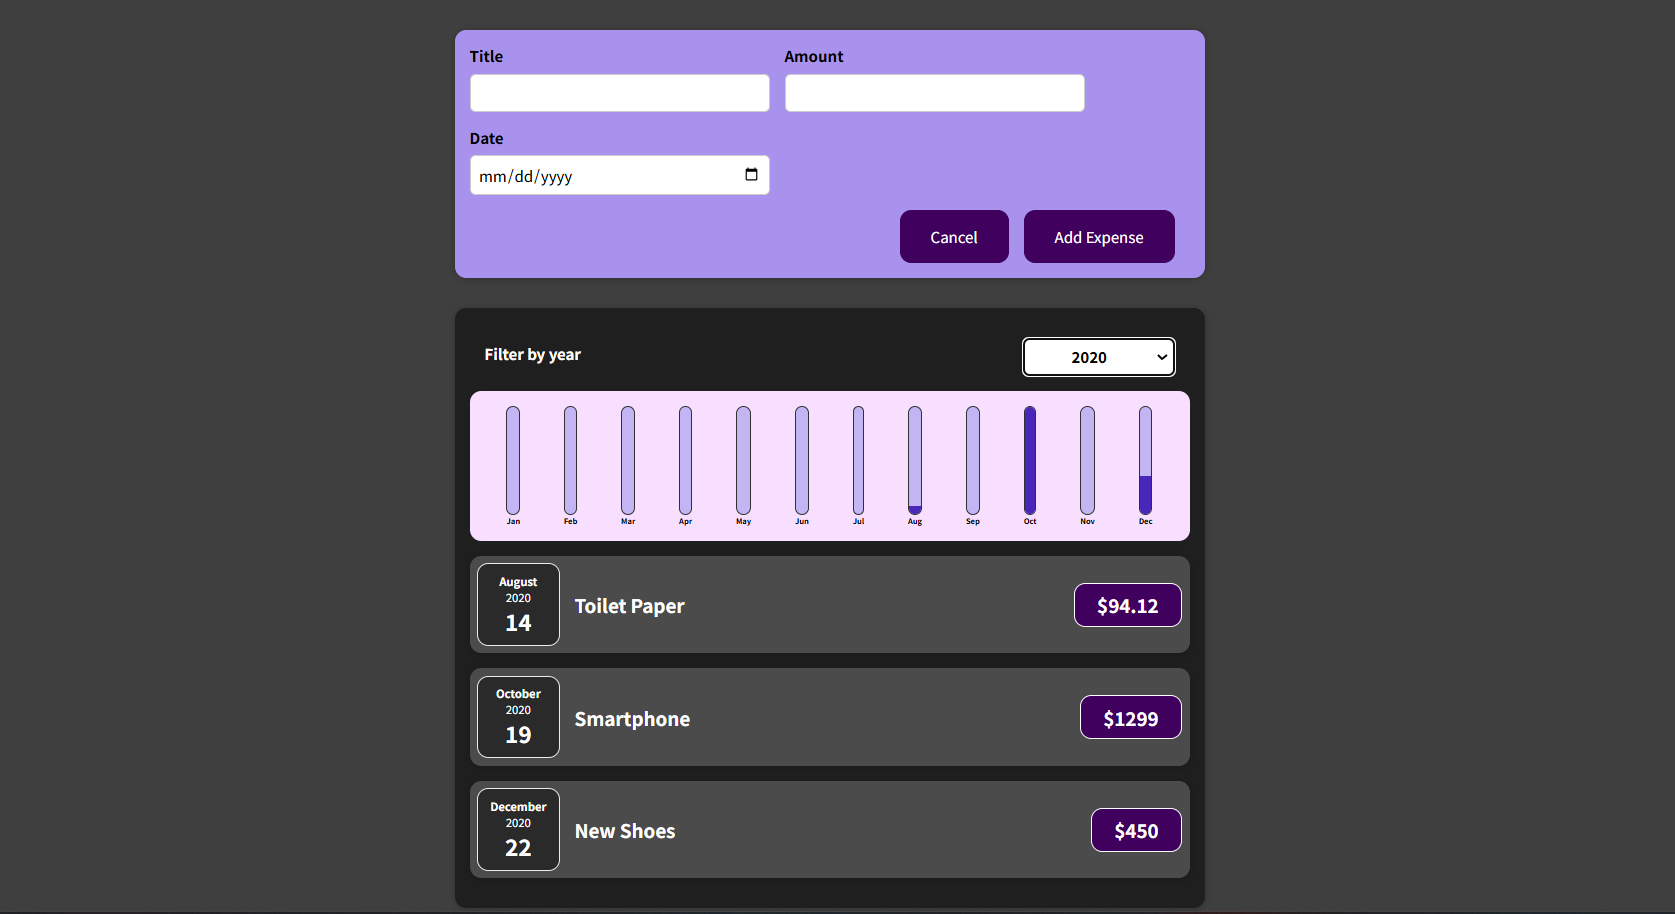 Title Amount
Date
mm/dd/yyyy
Cancel Add Expense
Filter by year 2020
Jan Feb Mar Apr May Jun Jul Aug Sep Oct Nov Dec
August
2020
14
Toilet Paper
$94.12
October
2020
19
Smartphone
$1299
December
2020
22
New Shoes
$450